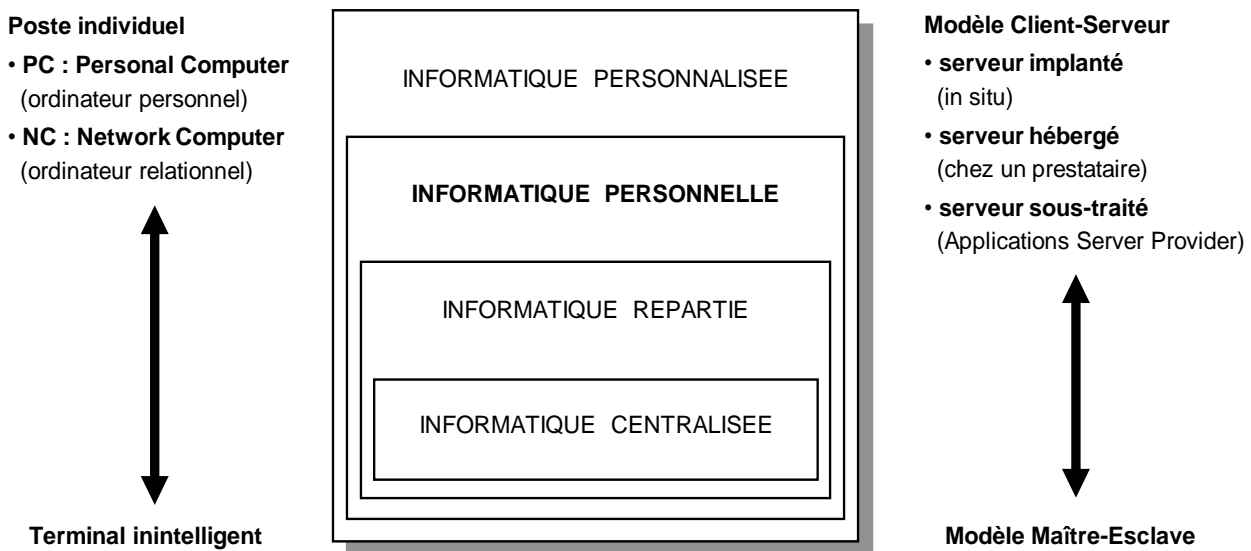 Poste individuel
• PC : Personal Computer
(ordinateur personnel)
• NC : Network Computer
(ordinateur relationnel)
Terminal inintelligent
INFORMATIQUE PERSONNALISEE
INFORMATIQUE PERSONNELLE
INFORMATIQUE REPARTIE
INFORMATIQUE CENTRALISEE
Modèle Client-Serveur
• serveur implanté
(in situ)
• serveur hébergé
(chez un prestataire)
• serveur sous-traité
(Applications Server Provider)
Modèle Maître-Esclave